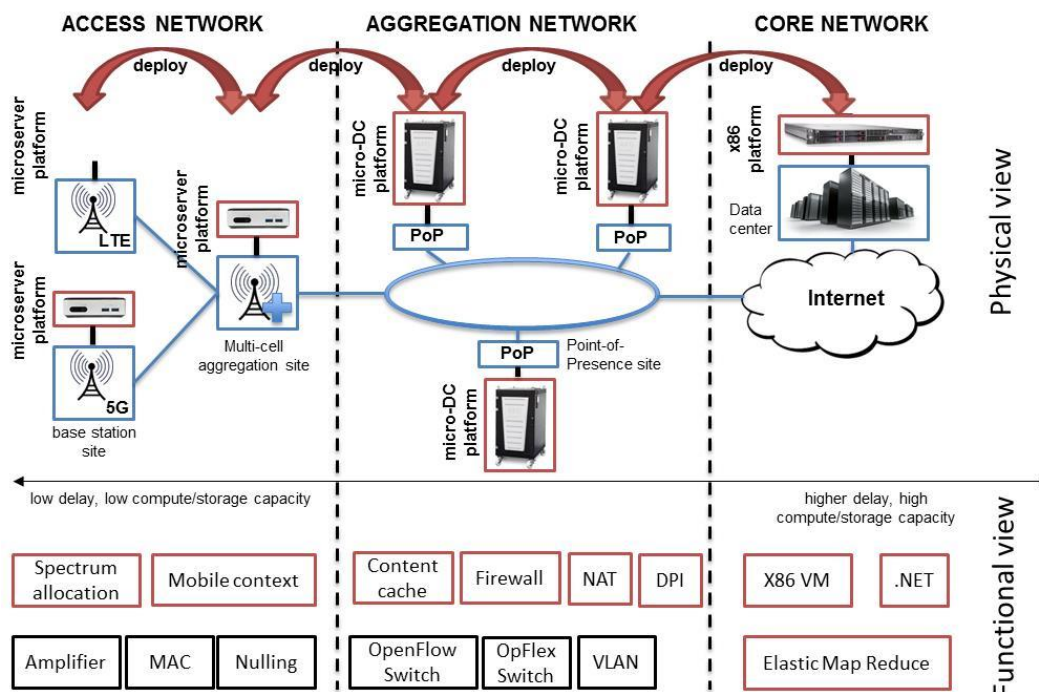 ACCESS NETWORK
AGGREGATION NETWORK
CORE NETWORK
deploy
deploy
deploy
deploy
microserver
platform
LTE
microserver
platform
5G
base station
site
microserver
platform
Multi-cell
aggregation site
micro-DC
platform
PoP
micro-DC
platform
PoP
PoP
Point-of-
Presence site
micro-DC
platform
x86
platform
Data
center
Internet
Physical view
low delay, low compute/storage capacity
higher delay, high
compute/storage capacity
Spectrum
allocation
Mobile context
Content
cache
Firewall
NAT
DPI
X86 VM
.NET
Amplifier
MAC
Nulling
OpenFlow
Switch
OpFlex
Switch
VLAN
Elastic Map Reduce
Functional view